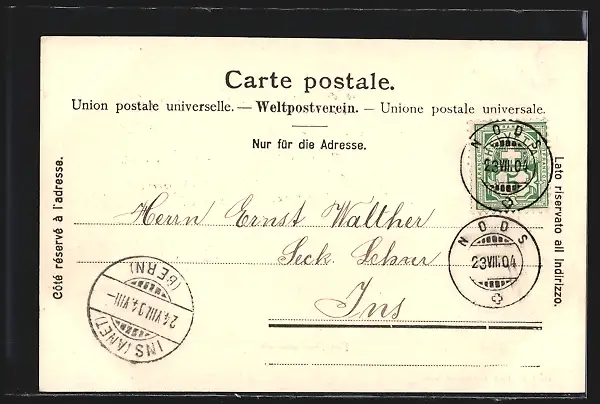 Carte postale.
Union postale universelle. — Weltpostverein. — Unione postale universale.
Nur für die Adresse.
Côté réservé à l'adresse.
Lato riservato all indirizzo.
NODS
23 VIII.04
Herrn Ernst Walther
Seck. Lehrer
Ins
NODS
23 VIII.04
INS (ANET)
24.VIII.04.VIII—
(BERN)